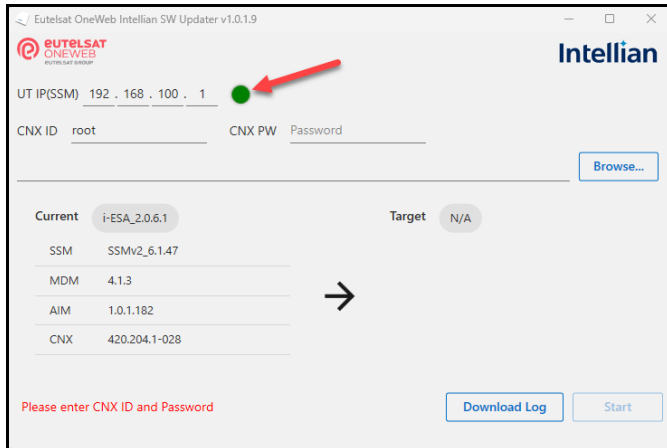 Eutelsat OneWeb Intellian SW Updater v1.0.1.9
EUTELSAT
ONEWEB
EUTELSAT GROUP
Intellian
UT IP(SSM) 192 . 168 . 100 . 1
CNX ID root CNX PW Password
Browse...
Current i-ESA_2.0.6.1 Target N/A
SSM SSMv2_6.1.47
MDM 4.1.3
AIM 1.0.1.182
CNX 420.204.1-028
Please enter CNX ID and Password Download Log Start